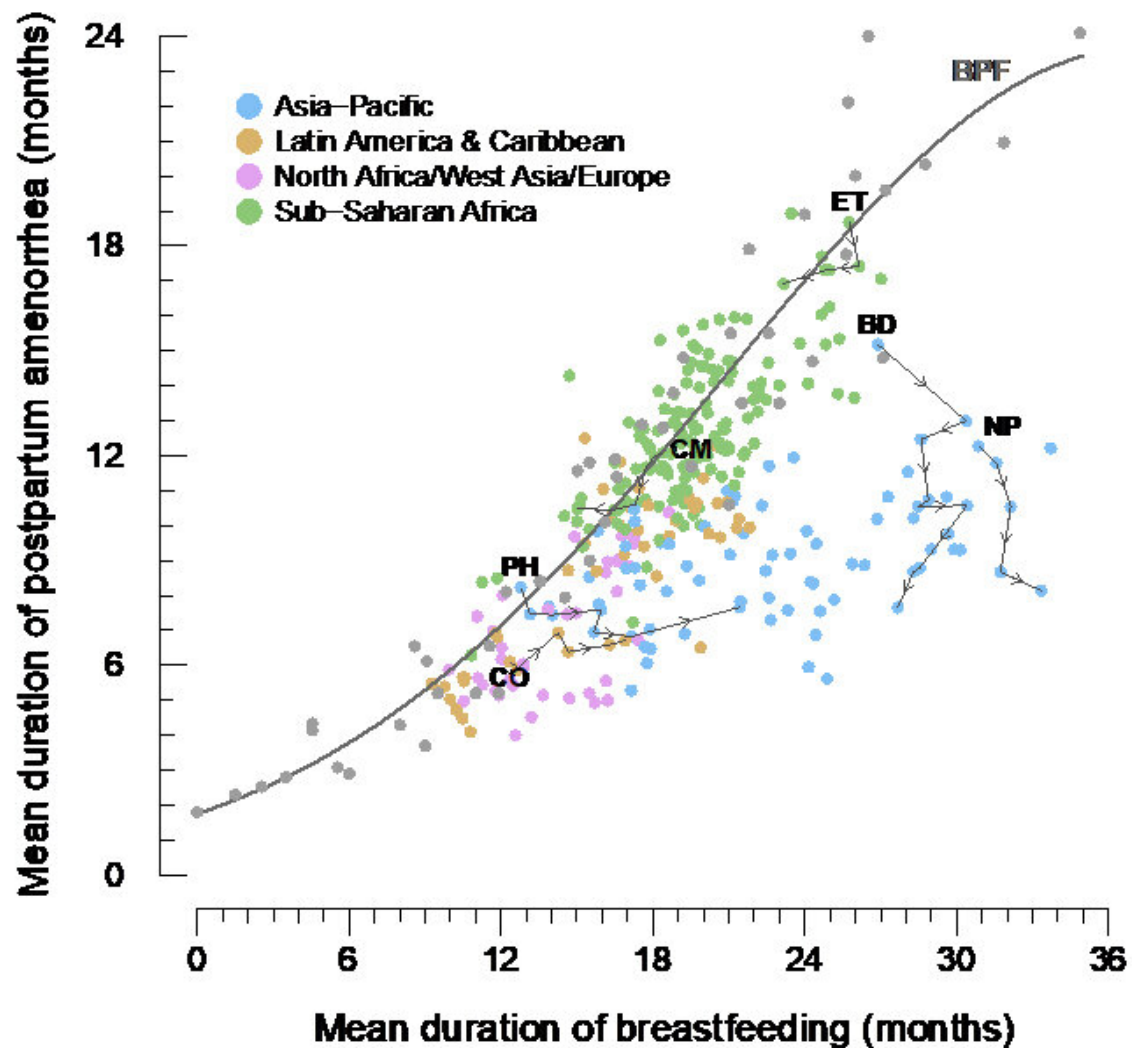 Mean duration of postpartum amenorrhea (months)
24
18
12
6
0
Asia−Pacific
Latin America & Caribbean
North Africa/West Asia/Europe
Sub−Saharan Africa
BPF
ET
BD
NP
CM
PH
CO
0 6 12 18 24 30 36
Mean duration of breastfeeding (months)